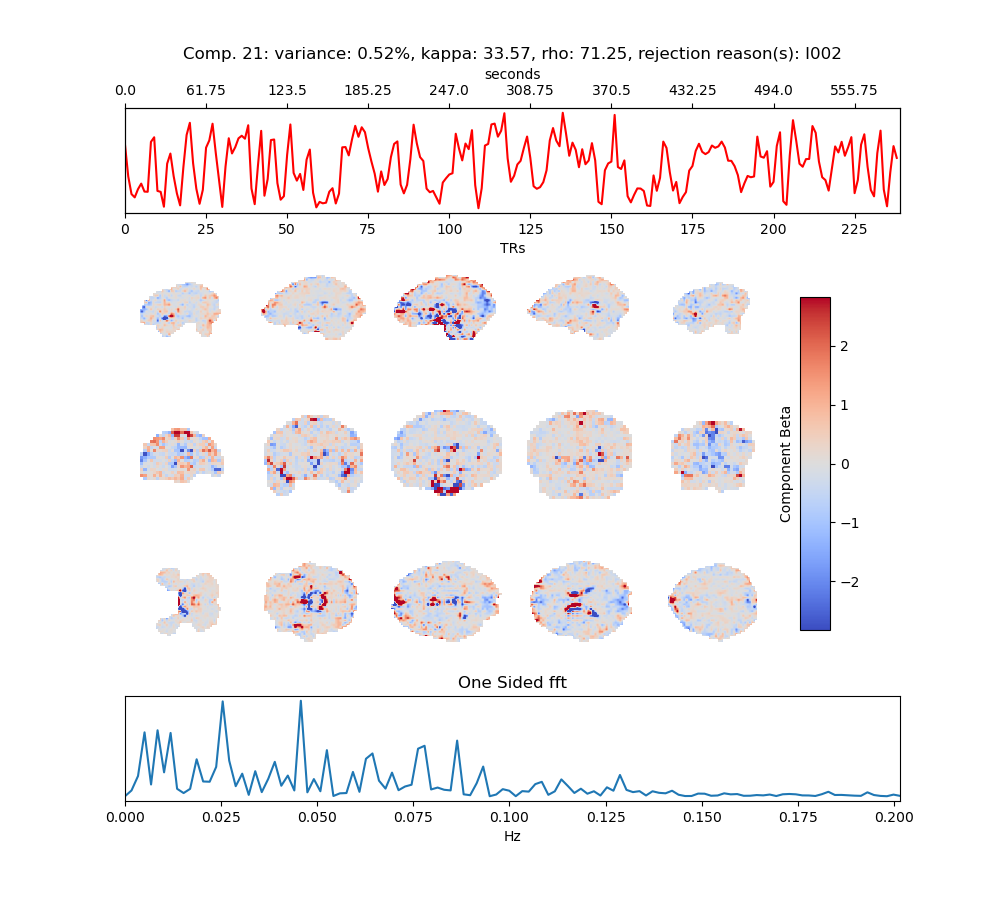 Comp. 21: variance: 0.52%, kappa: 33.57, rho: 71.25, rejection reason(s): I002
seconds
0.0 61.75 123.5 185.25 247.0 308.75 370.5 432.25 494.0 555.75
0 25 50 75 100 125 150 175 200 225
TRs
2
1
0
−1
−2
Component Beta
One Sided fft
0.000 0.025 0.050 0.075 0.100 0.125 0.150 0.175 0.200
Hz